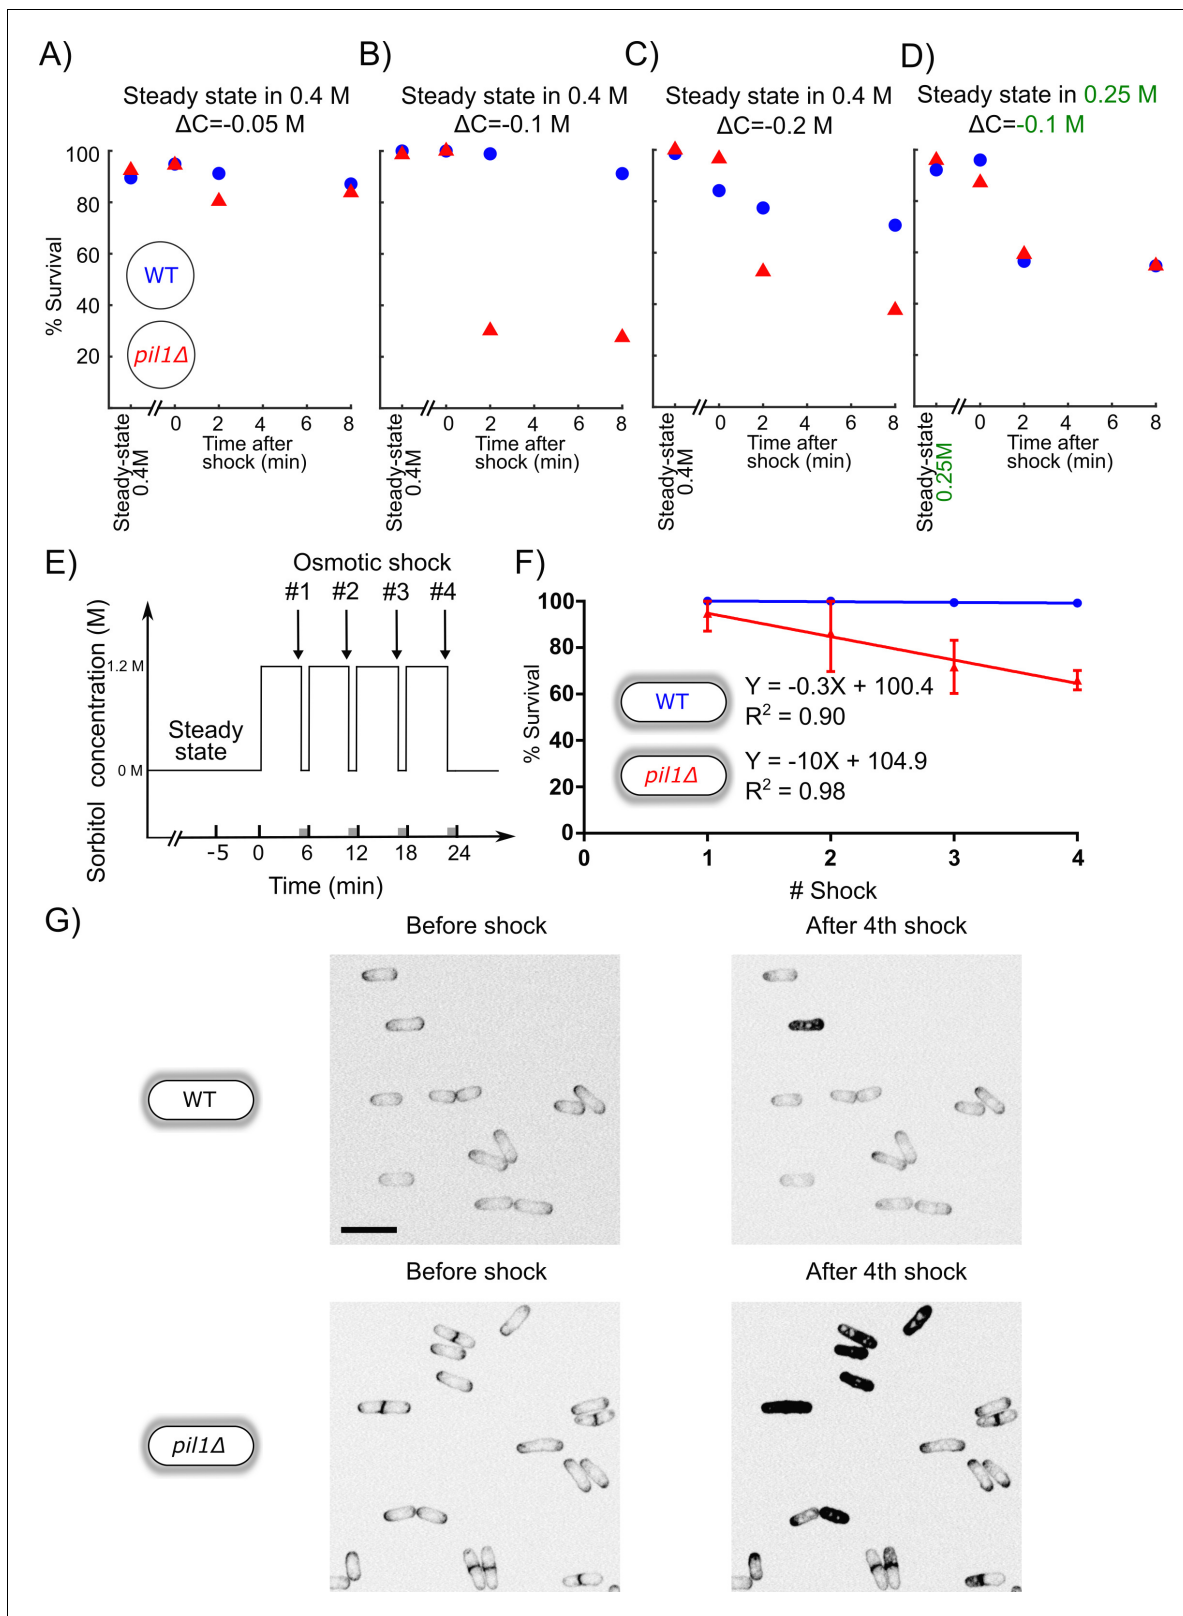 A)
Steady state in 0.4 M
ΔC=-0.05 M
B)
Steady state in 0.4 M
ΔC=-0.1 M
C)
Steady state in 0.4 M
ΔC=-0.2 M
D)
Steady state in 0.25 M
ΔC=-0.1 M
% Survival
100
80
60
40
20
WT
pil1Δ
Steady-state
0.4M
0 2 4 6 8
Time after
shock (min)
Steady-state
0.4M
0 2 4 6 8
Time after
shock (min)
Steady-state
0.4M
0 2 4 6 8
Time after
shock (min)
Steady-state
0.25M
0 2 4 6 8
Time after
shock (min)
E)
Osmotic shock
#1 #2 #3 #4
Sorbitol concentration (M)
1.2 M
Steady
state
0 M
-5 0 6 12 18 24
Time (min)
F)
% Survival
100
80
60
40
20
0
WT
Y = -0.3X + 100.4
R² = 0.90
pil1Δ
Y = -10X + 104.9
R² = 0.98
0 1 2 3 4
# Shock
G)
Before shock
After 4th shock
WT
Before shock
After 4th shock
pil1Δ